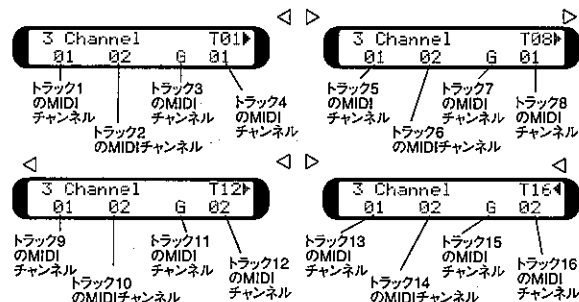 3 Channel T01▶
01 02 G 01
トラック1
のMIDI
チャンネル
トラック2
のMIDIチャンネル
トラック3
のMIDI
チャンネル
トラック4
のMIDI
チャンネル
3 Channel T08▶
01 02 G 01
トラック5
のMIDI
チャンネル
トラック6
のMIDIチャンネル
トラック7
のMIDI
チャンネル
トラック8
のMIDI
チャンネル
3 Channel T12▶
01 02 G 02
トラック9
のMIDI
チャンネル
トラック10
のMIDIチャンネル
トラック11
のMIDI
チャンネル
トラック12
のMIDI
チャンネル
3 Channel T16◀
01 02 G 02
トラック13
のMIDI
チャンネル
トラック14
のMIDIチャンネル
トラック15
のMIDI
チャンネル
トラック16
のMIDI
チャンネル